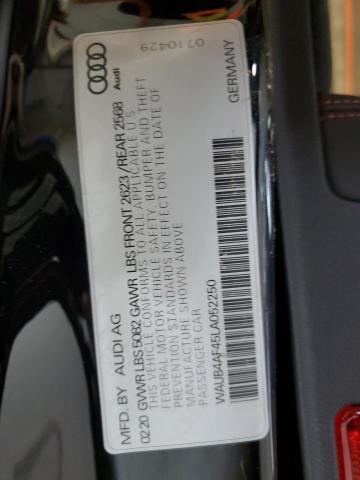 MFD. BY AUDI AG
0220 GVWR LBS 5082 GAWR LBS FRONT 2623 /REAR 2568
THIS VEHICLE CONFORMS TO ALL APPLICABLE U S
FEDERAL MOTOR VEHICLE SAFETY, BUMPER AND THEFT
PREVENTION STANDARDS IN EFFECT ON THE DATE OF
MANUFACTURE SHOWN ABOVE
PASSENGER CAR
WAUB4AF45LA052250
GERMANY
Audi
0710429